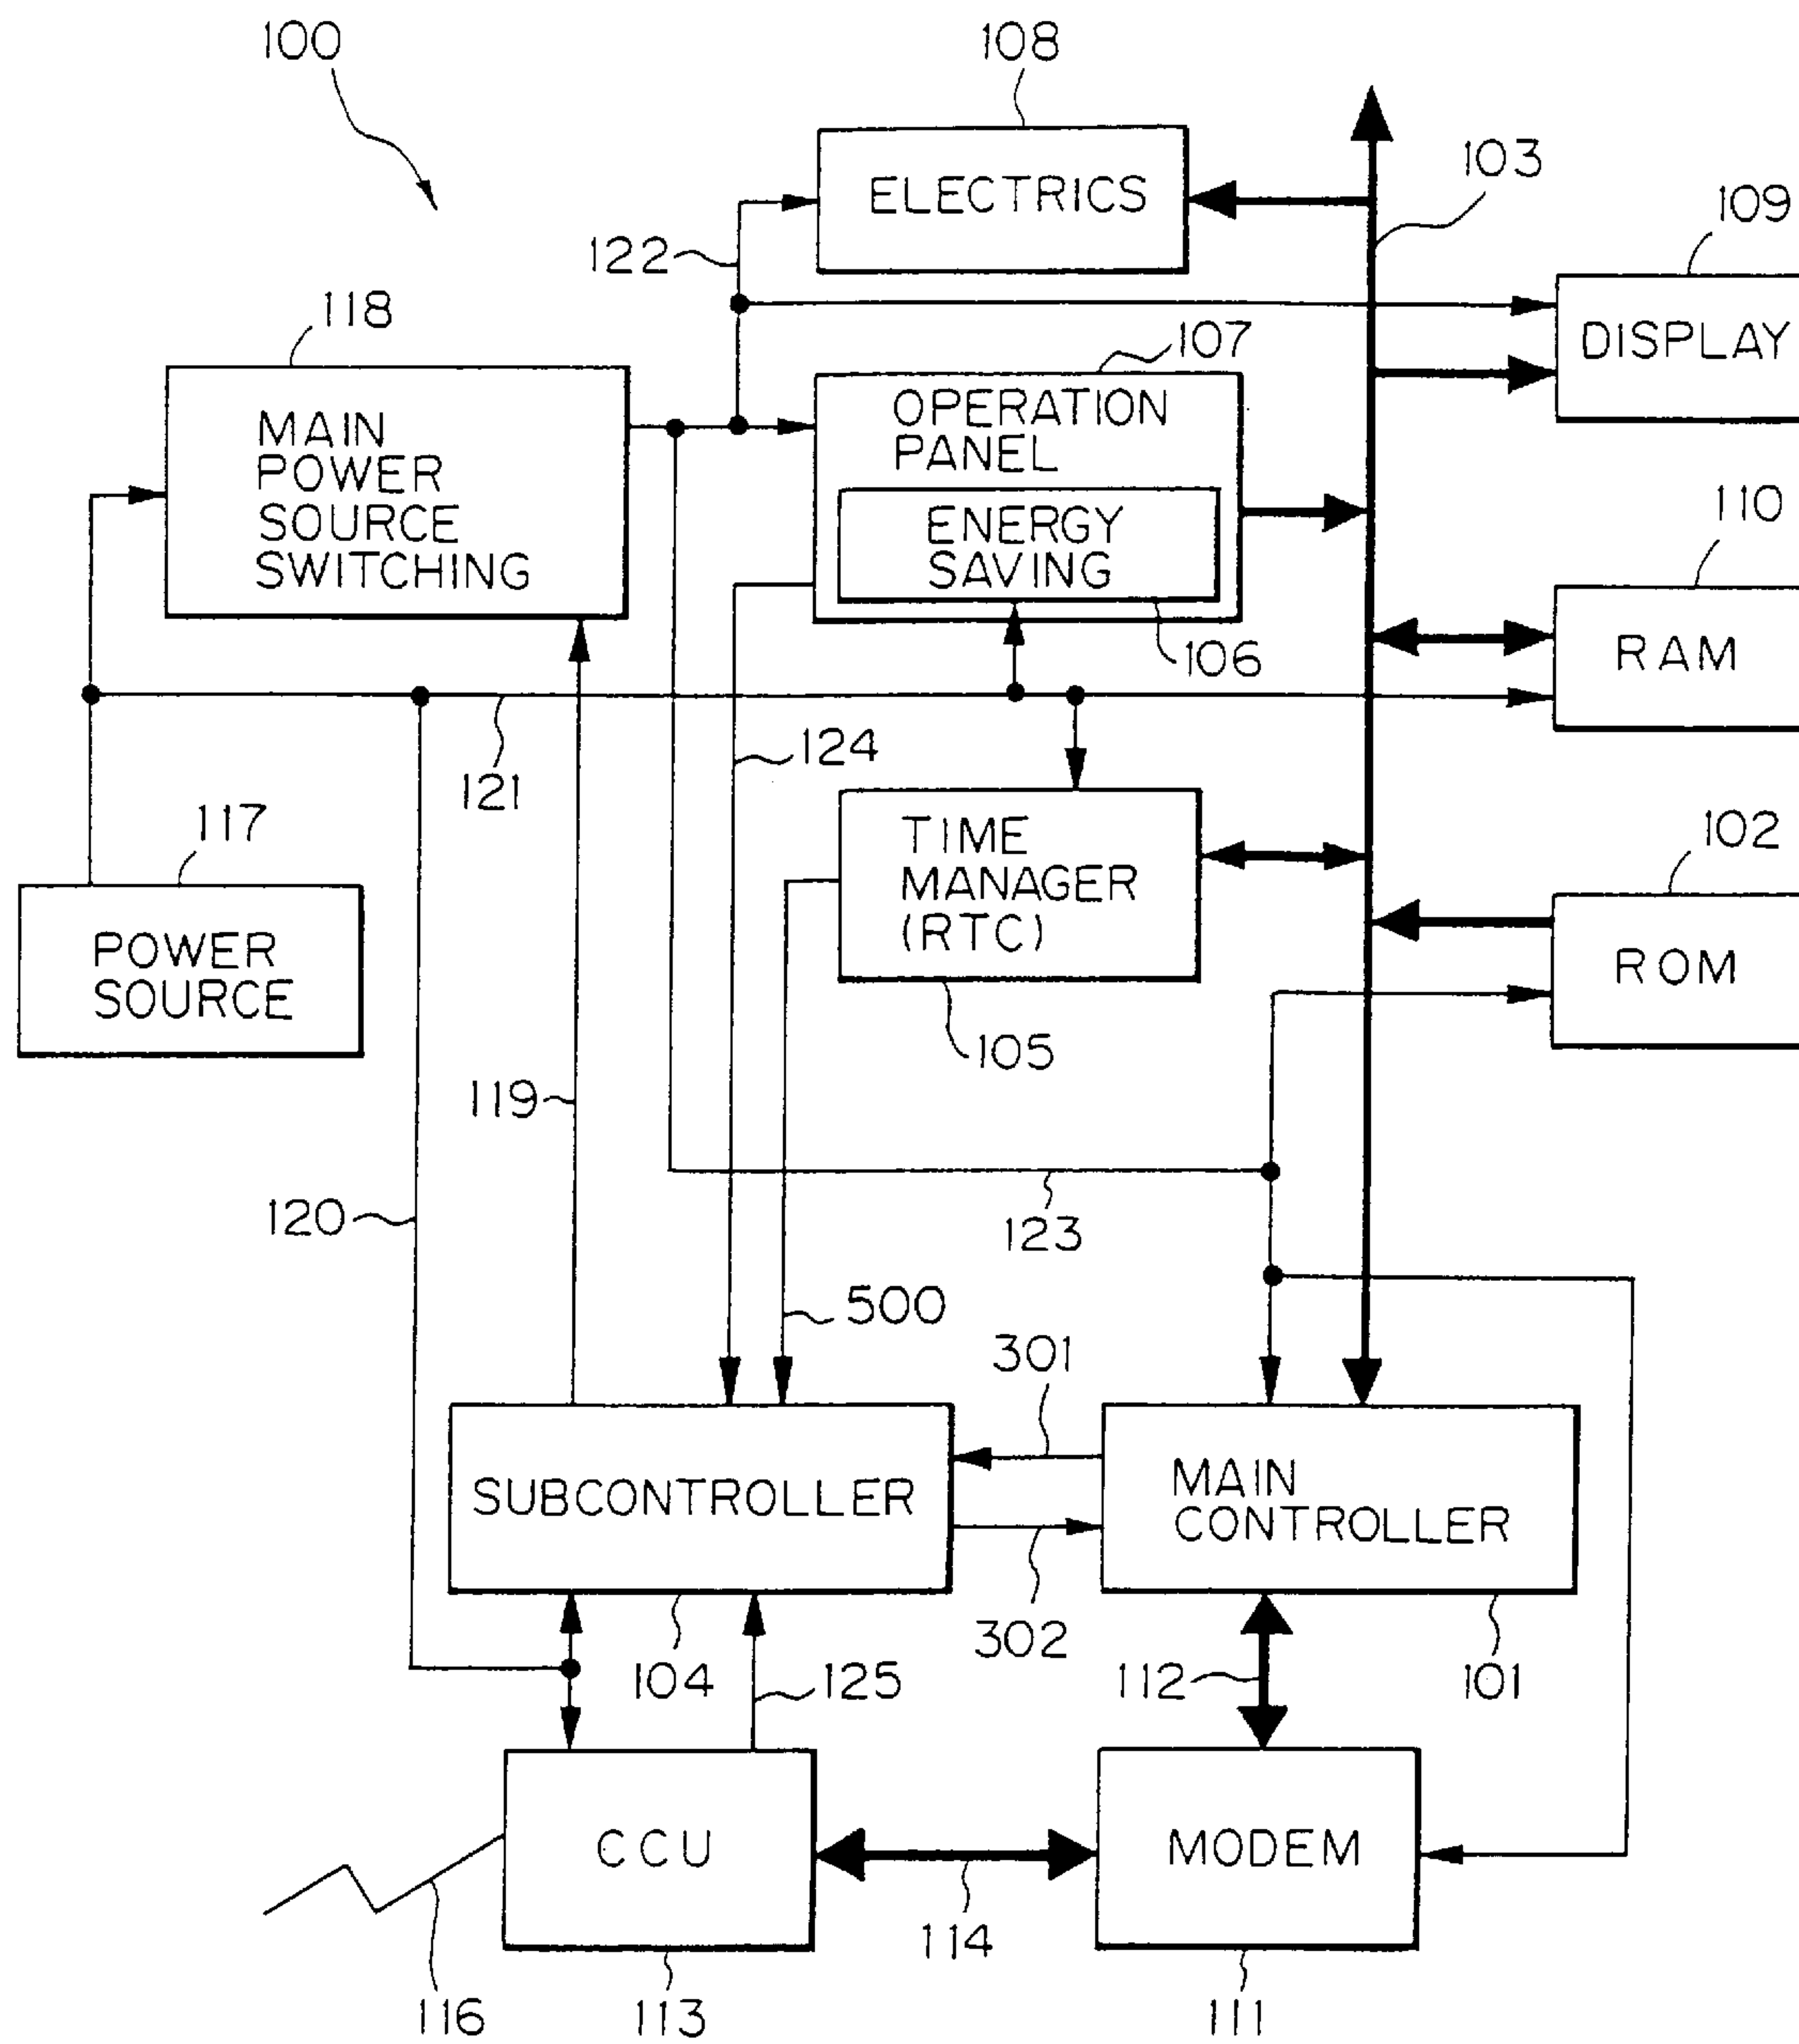 100
108
ELECTRICS
103
109
122
DISPLAY
118
107
MAIN
POWER
SOURCE
SWITCHING
OPERATION
PANEL
ENERGY
SAVING
110
RAM
106
124
121
117
TIME
MANAGER
(RTC)
102
POWER
SOURCE
ROM
105
119
120
123
500
301
SUBCONTROLLER
MAIN
CONTROLLER
302
104
125
112
101
CCU
MODEM
114
116
113
111